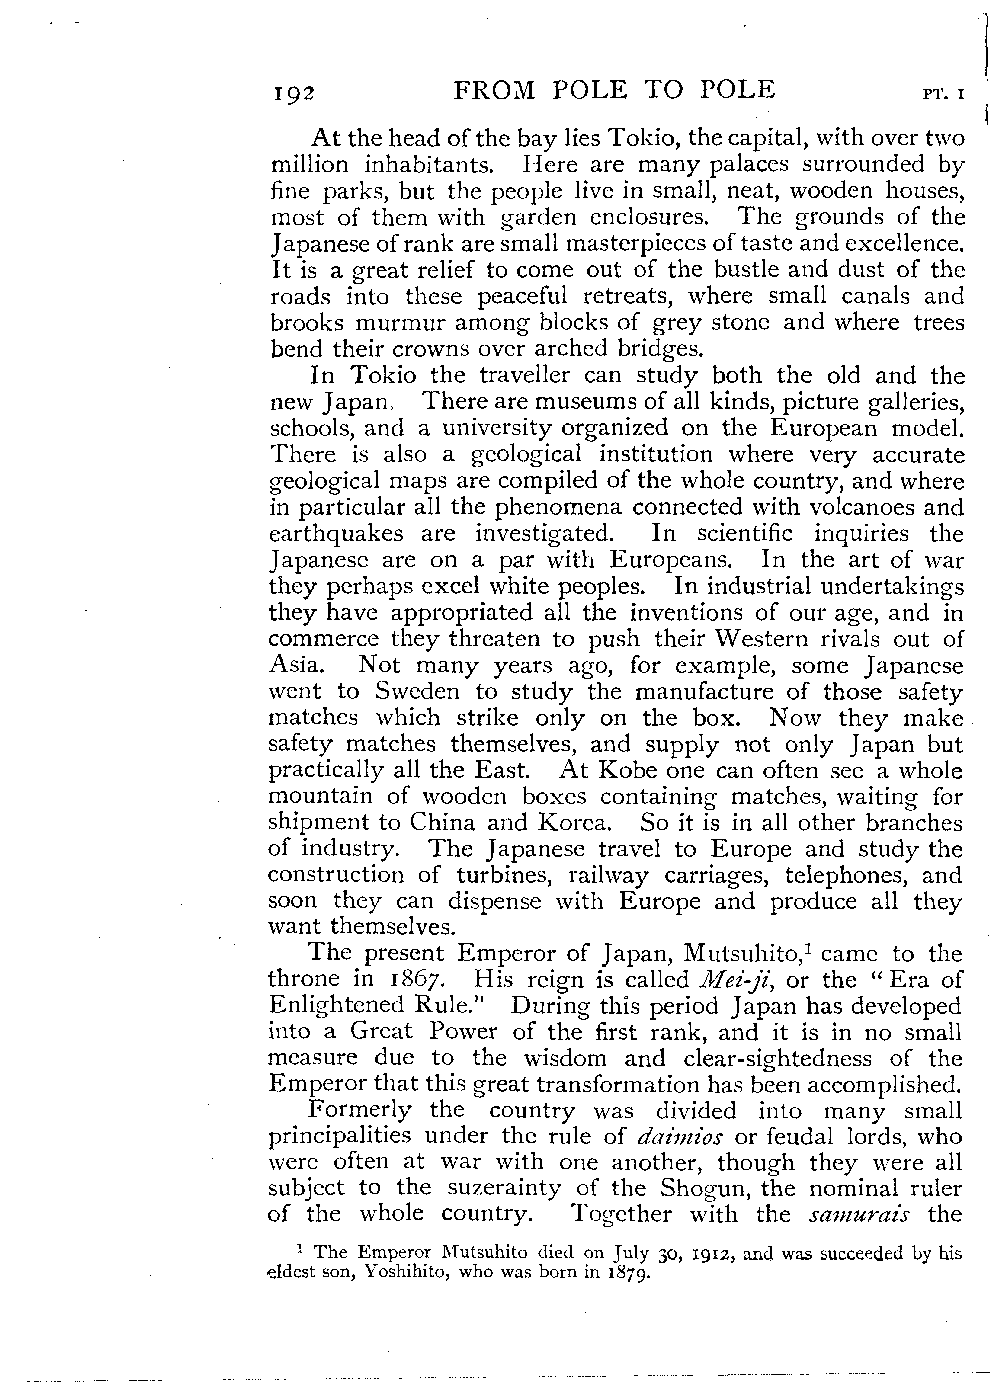 192 FROM POLE TO POLE PT. I
At the head of the bay lies Tokio, the capital, with over two
million inhabitants. Here are many palaces surrounded by
fine parks, but the people live in small, neat, wooden houses,
most of them with garden enclosures. The grounds of the
Japanese of rank are small masterpieces of taste and excellence.
It is a great relief to come out of the bustle and dust of the
roads into these peaceful retreats, where small canals and
brooks murmur among blocks of grey stone and where trees
bend their crowns over arched bridges.
In Tokio the traveller can study both the old and the
new Japan. There are museums of all kinds, picture galleries,
schools, and a university organized on the European model.
There is also a geological institution where very accurate
geological maps are compiled of the whole country, and where
in particular all the phenomena connected with volcanoes and
earthquakes are investigated. In scientific inquiries the
Japanese are on a par with Europeans. In the art of war
they perhaps excel white peoples. In industrial undertakings
they have appropriated all the inventions of our age, and in
commerce they threaten to push their Western rivals out of
Asia. Not many years ago, for example, some Japanese
went to Sweden to study the manufacture of those safety
matches which strike only on the box. Now they make
safety matches themselves, and supply not only Japan but
practically all the East. At Kobe one can often see a whole
mountain of wooden boxes containing matches, waiting for
shipment to China and Korea. So it is in all other branches
of industry. The Japanese travel to Europe and study the
construction of turbines, railway carriages, telephones, and
soon they can dispense with Europe and produce all they
want themselves.
The present Emperor of Japan, Mutsuhito,¹ came to the
throne in 1867. His reign is called Mei-ji, or the "Era of
Enlightened Rule." During this period Japan has developed
into a Great Power of the first rank, and it is in no small
measure due to the wisdom and clear-sightedness of the
Emperor that this great transformation has been accomplished.
Formerly the country was divided into many small
principalities under the rule of daimios or feudal lords, who
were often at war with one another, though they were all
subject to the suzerainty of the Shogun, the nominal ruler
of the whole country. Together with the samurais the
¹ The Emperor Mutsuhito died on July 30, 1912, and was succeeded by his
eldest son, Yoshihito, who was born in 1879.